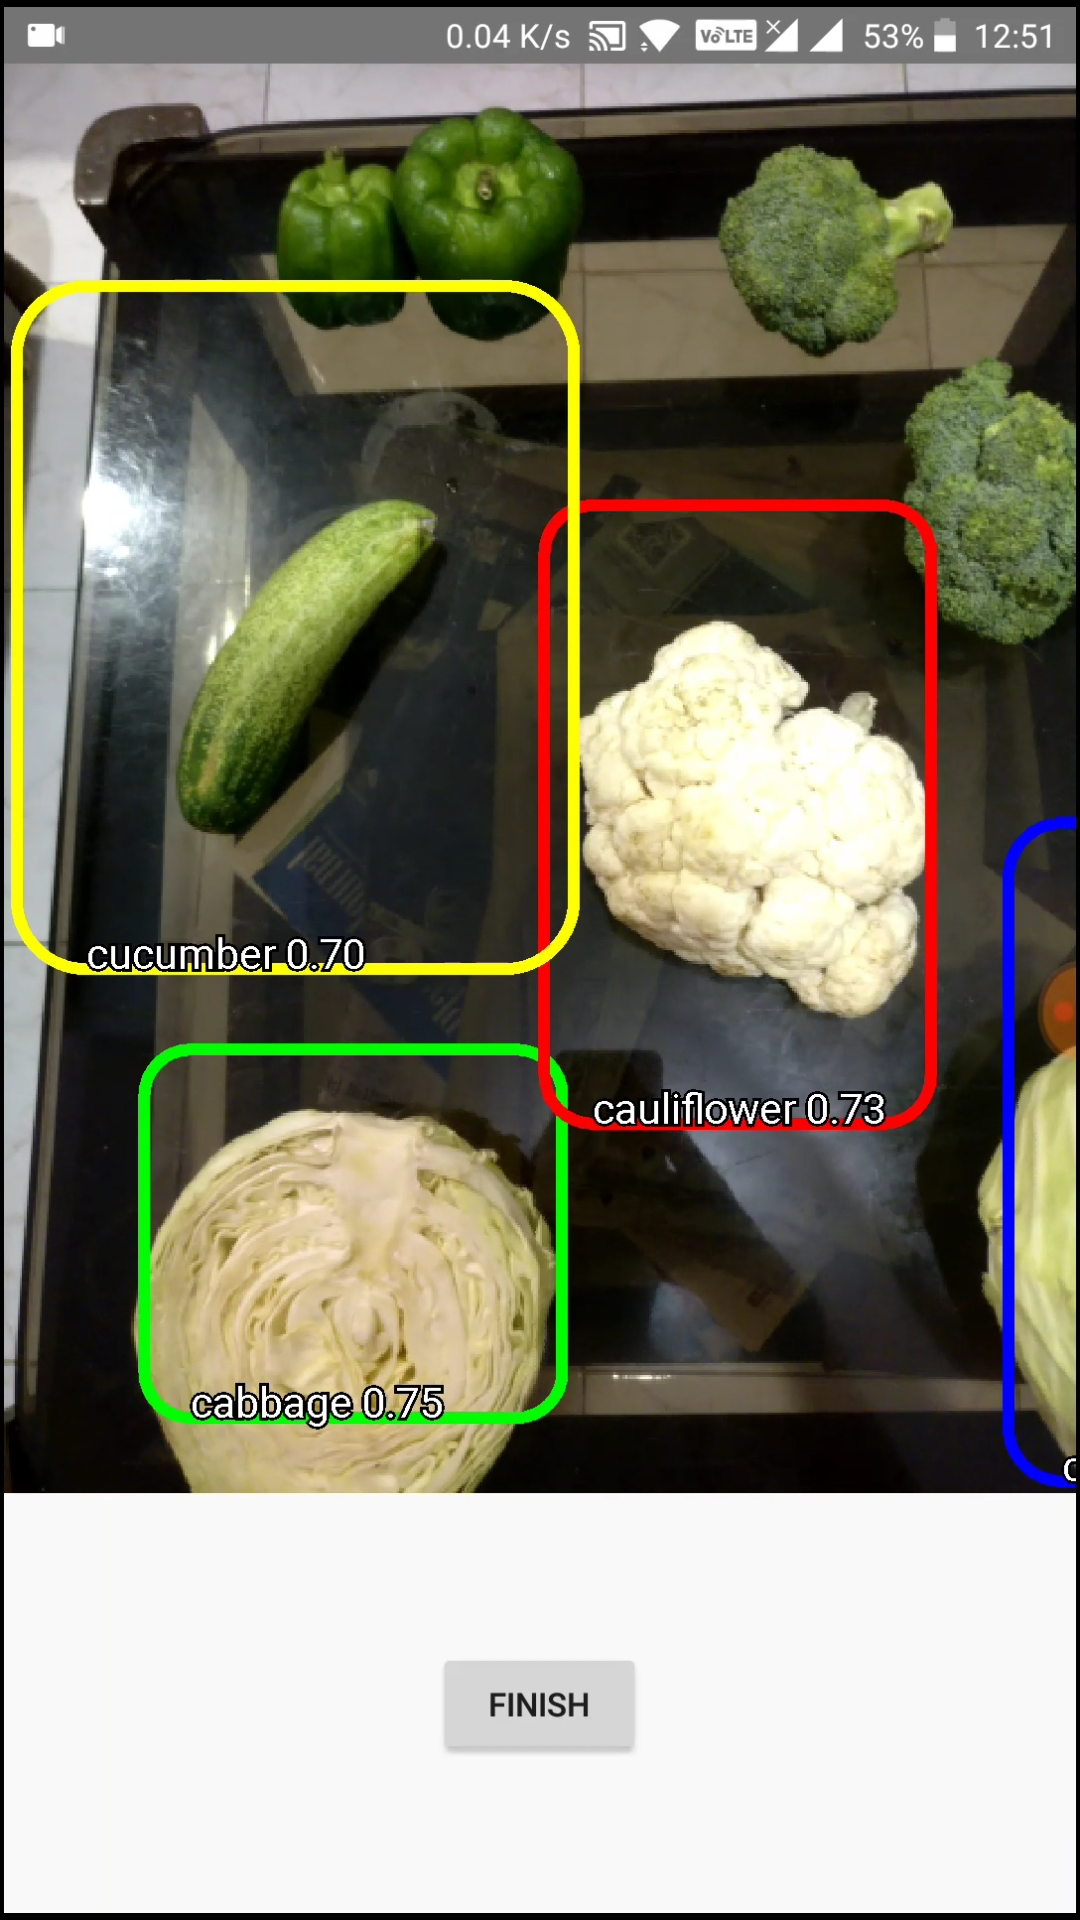 0.04 K/s VoLTE 53% 12:51
cucumber 0.70
cauliflower 0.73
cabbage 0.75
c
FINISH